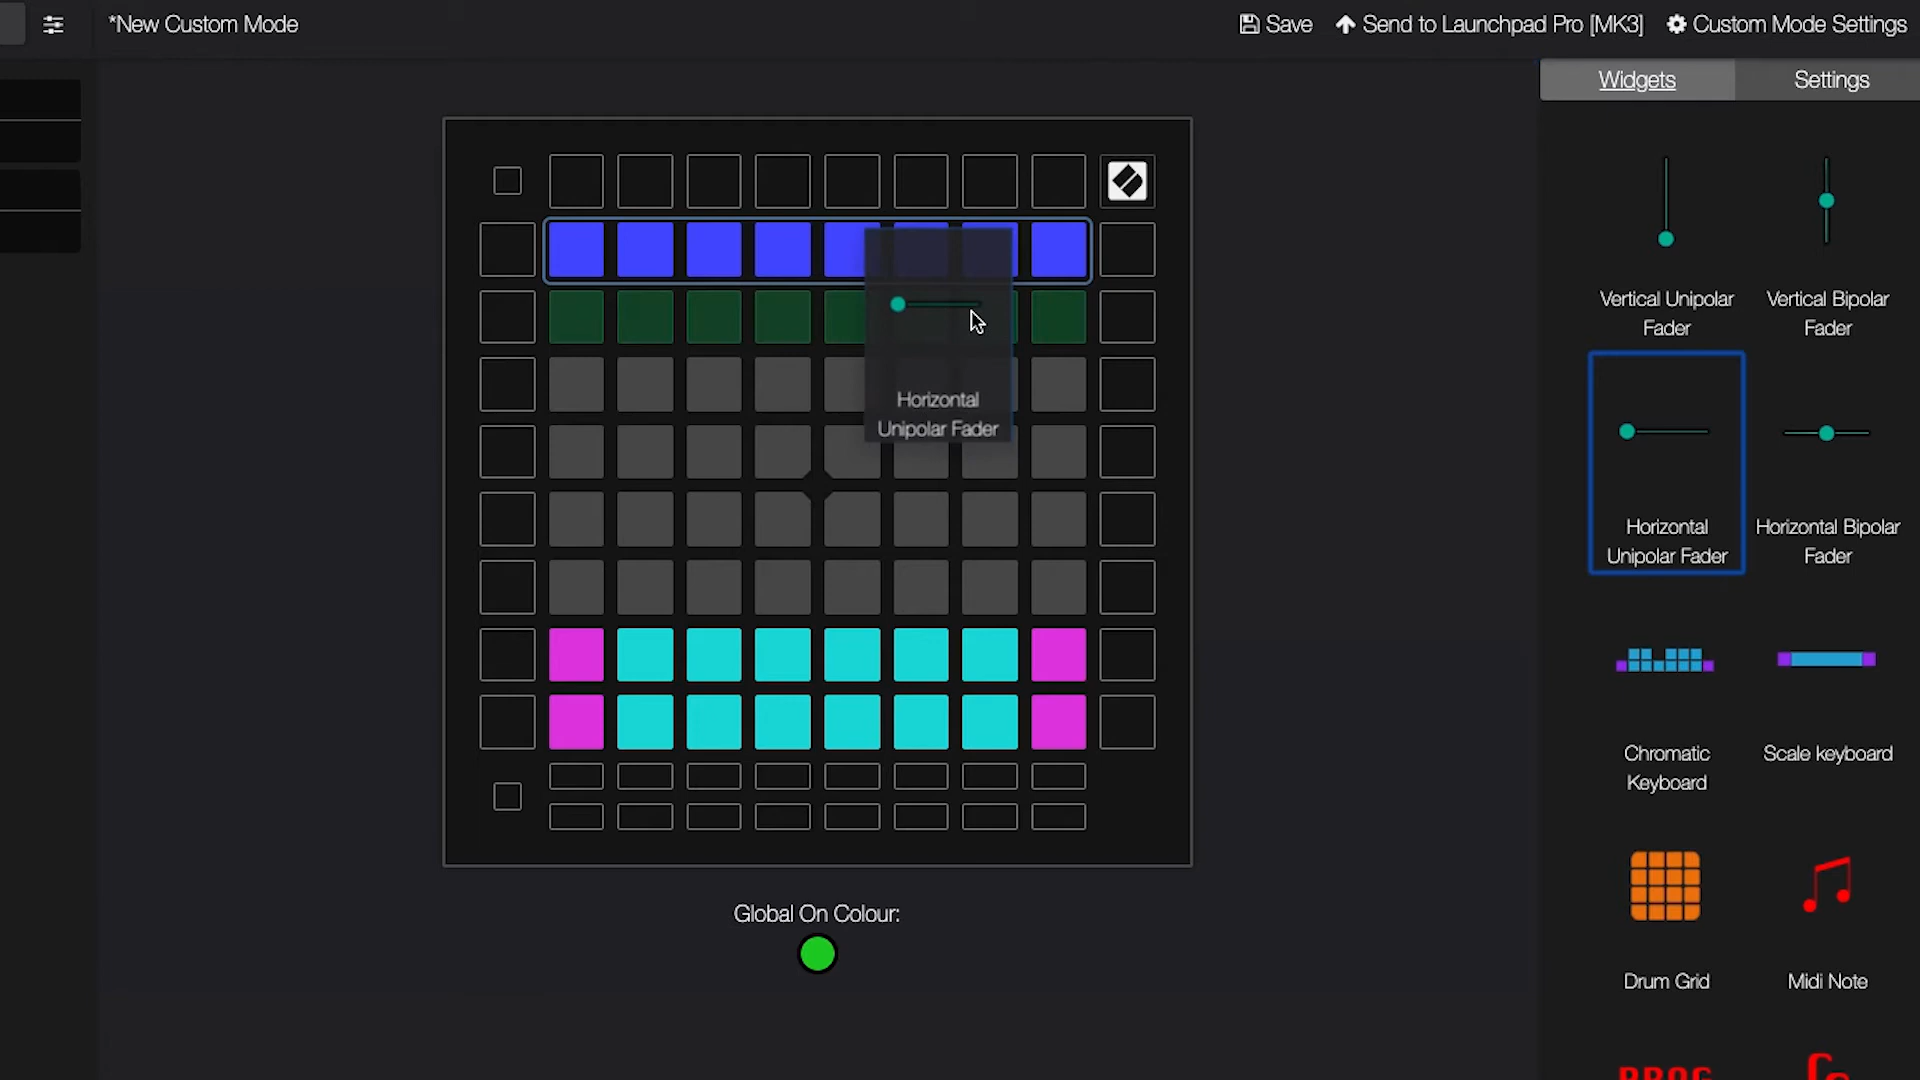 *New Custom Mode
Save
Send to Launchpad Pro [MK3]
Custom Mode Settings
Widgets
Settings
Vertical Unipolar
Fader
Vertical Bipolar
Fader
Horizontal
Unipolar Fader
Horizontal
Unipolar Fader
Horizontal Bipolar
Fader
Chromatic
Keyboard
Scale keyboard
Global On Colour:
Drum Grid
Midi Note